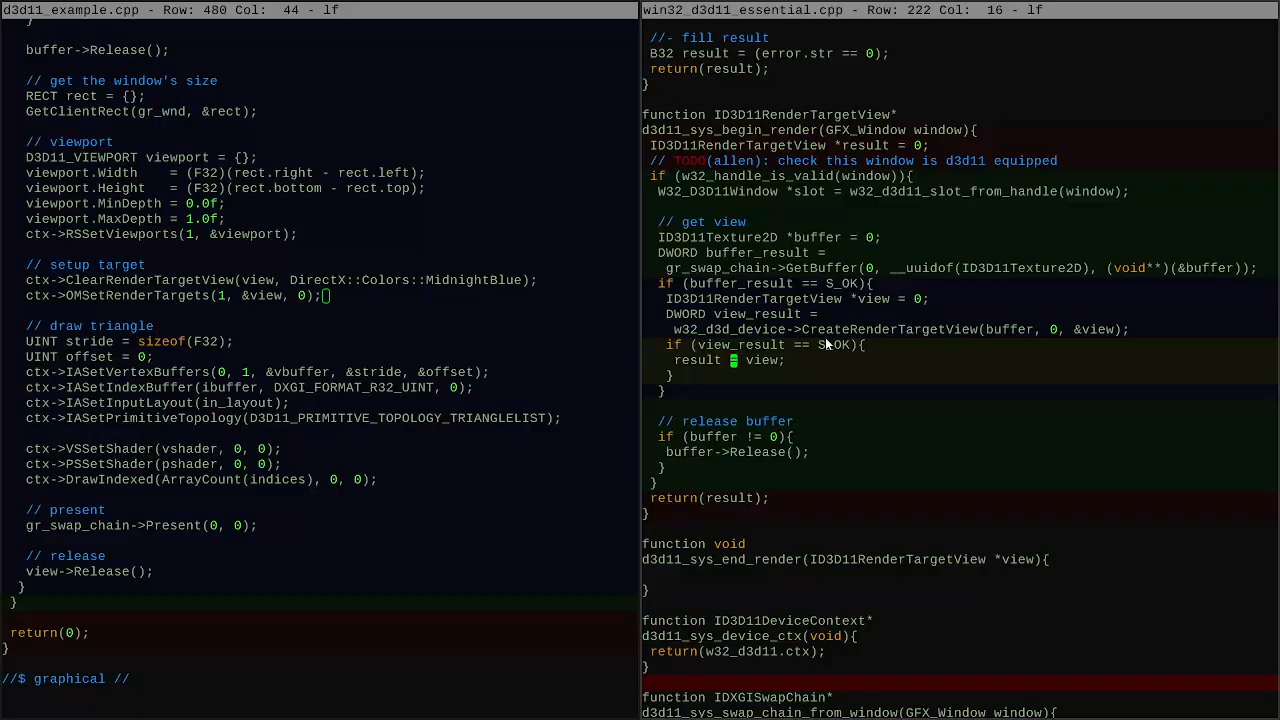 d3d11_example.cpp - Row: 480 Col:  44 - lf
}
buffer->Release();
// get the window's size
RECT rect = {};
GetClientRect(gr_wnd, &rect);
// viewport
D3D11_VIEWPORT viewport = {};
viewport.Width    = (F32)(rect.right - rect.left);
viewport.Height   = (F32)(rect.bottom - rect.top);
viewport.MinDepth = 0.0f;
viewport.MaxDepth = 1.0f;
ctx->RSSetViewports(1, &viewport);
// setup target
ctx->ClearRenderTargetView(view, DirectX::Colors::MidnightBlue);
ctx->OMSetRenderTargets(1, &view, 0);
// draw triangle
UINT stride = sizeof(F32);
UINT offset = 0;
ctx->IASetVertexBuffers(0, 1, &vbuffer, &stride, &offset);
ctx->IASetIndexBuffer(ibuffer, DXGI_FORMAT_R32_UINT, 0);
ctx->IASetInputLayout(in_layout);
ctx->IASetPrimitiveTopology(D3D11_PRIMITIVE_TOPOLOGY_TRIANGLELIST);
ctx->VSSetShader(vshader, 0, 0);
ctx->PSSetShader(pshader, 0, 0);
ctx->DrawIndexed(ArrayCount(indices), 0, 0);
// present
gr_swap_chain->Present(0, 0);
// release
view->Release();
}
}
return(0);
}
//$ graphical //
win32_d3d11_essential.cpp - Row: 222 Col:  16 - lf
//- fill result
B32 result = (error.str == 0);
return(result);
}
function ID3D11RenderTargetView*
d3d11_sys_begin_render(GFX_Window window){
ID3D11RenderTargetView *result = 0;
// TODO(allen): check this window is d3d11 equipped
if (w32_handle_is_valid(window)){
W32_D3D11Window *slot = w32_d3d11_slot_from_handle(window);
// get view
ID3D11Texture2D *buffer = 0;
DWORD buffer_result =
gr_swap_chain->GetBuffer(0, __uuidof(ID3D11Texture2D), (void**)(&buffer));
if (buffer_result == S_OK){
ID3D11RenderTargetView *view = 0;
DWORD view_result =
w32_d3d_device->CreateRenderTargetView(buffer, 0, &view);
if (view_result == S_OK){
result = view;
}
}
// release buffer
if (buffer != 0){
buffer->Release();
}
}
return(result);
}
function void
d3d11_sys_end_render(ID3D11RenderTargetView *view){
}
function ID3D11DeviceContext*
d3d11_sys_device_ctx(void){
return(w32_d3d11.ctx);
}
function IDXGISwapChain*
d3d11_sys_swap_chain_from_window(GFX_Window window){